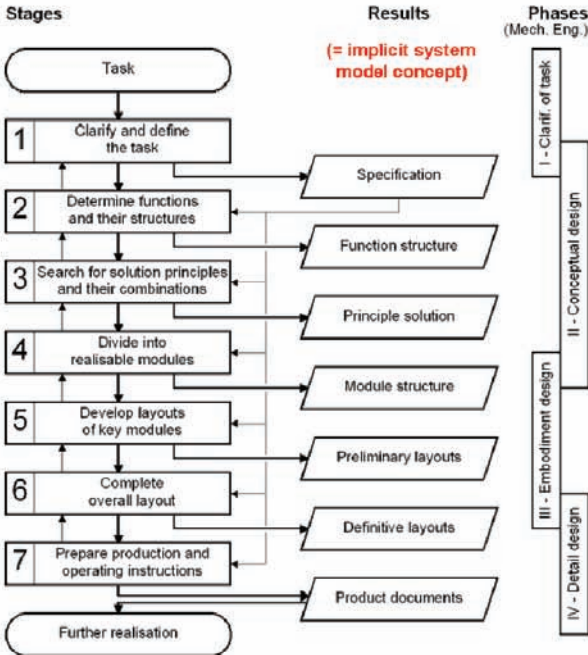 Stages
Results
Phases
(Mech. Eng.)
(= implicit system
model concept)
Task
1
Clarify and define
the task
Specification
2
Determine functions
and their structures
Function structure
3
Search for solution principles
and their combinations
Principle solution
4
Divide into
realisable modules
Module structure
5
Develop layouts
of key modules
Preliminary layouts
6
Complete
overall layout
Definitive layouts
7
Prepare production and
operating instructions
Product documents
Further realisation
I - Clarif. of task
II - Conceptual design
III - Embodiment design
IV - Detail design